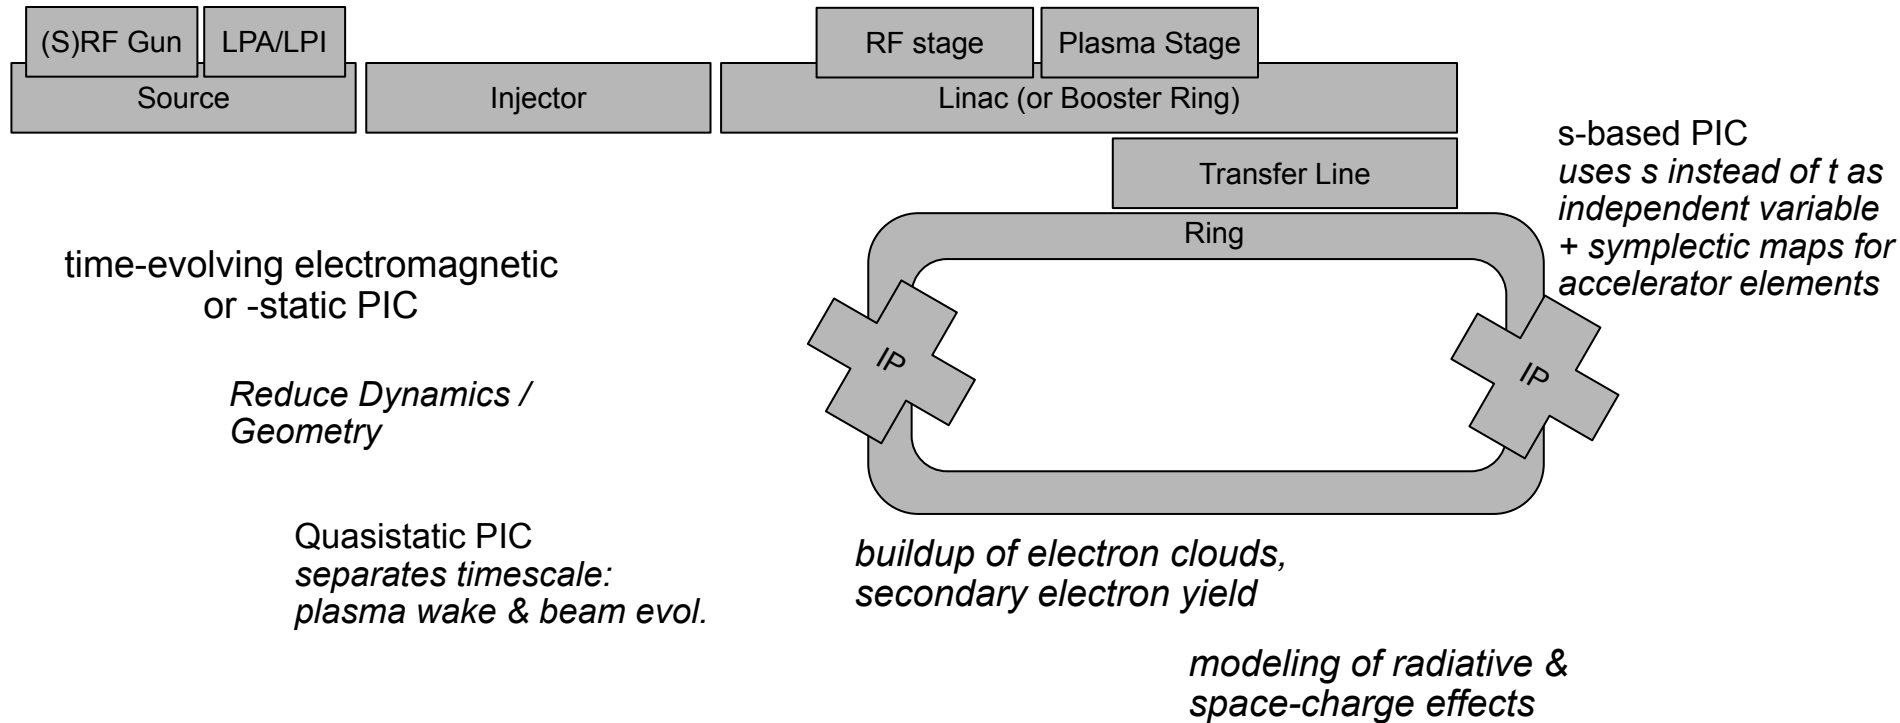 (S)RF Gun
LPA/LPI
Source
Injector
RF stage
Plasma Stage
Linac (or Booster Ring)
Transfer Line
Ring
IP
IP
s-based PIC
uses s instead of t as
independent variable
+ symplectic maps for
accelerator elements
time-evolving electromagnetic
or -static PIC
Reduce Dynamics /
Geometry
Quasistatic PIC
separates timescale:
plasma wake & beam evol.
buildup of electron clouds,
secondary electron yield
modeling of radiative &
space-charge effects